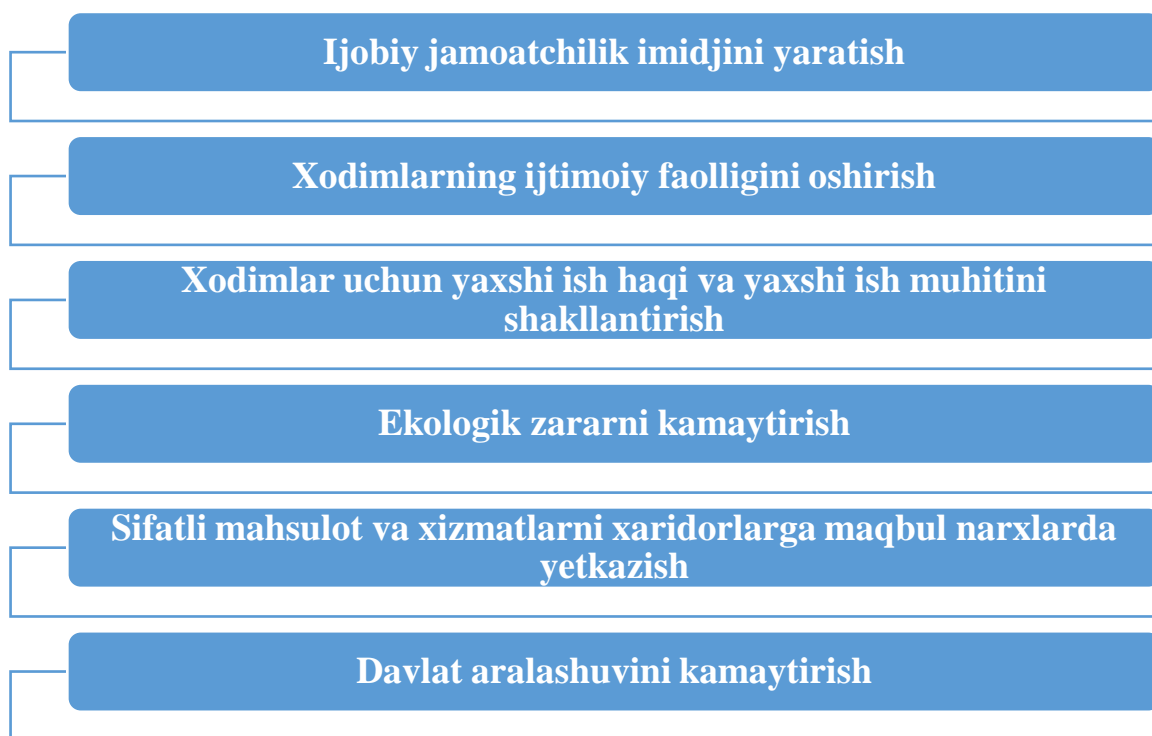 Ijobiy jamoatchilik imidjini yaratish
Xodimlarning ijtimoiy faolligini oshirish
Xodimlar uchun yaxshi ish haqi va yaxshi ish muhitini
shakllantirish
Ekologik zararni kamaytirish
Sifatli mahsulot va xizmatlarni xaridorlarga maqbul narxlarda
yetkazish
Davlat aralashuvini kamaytirish